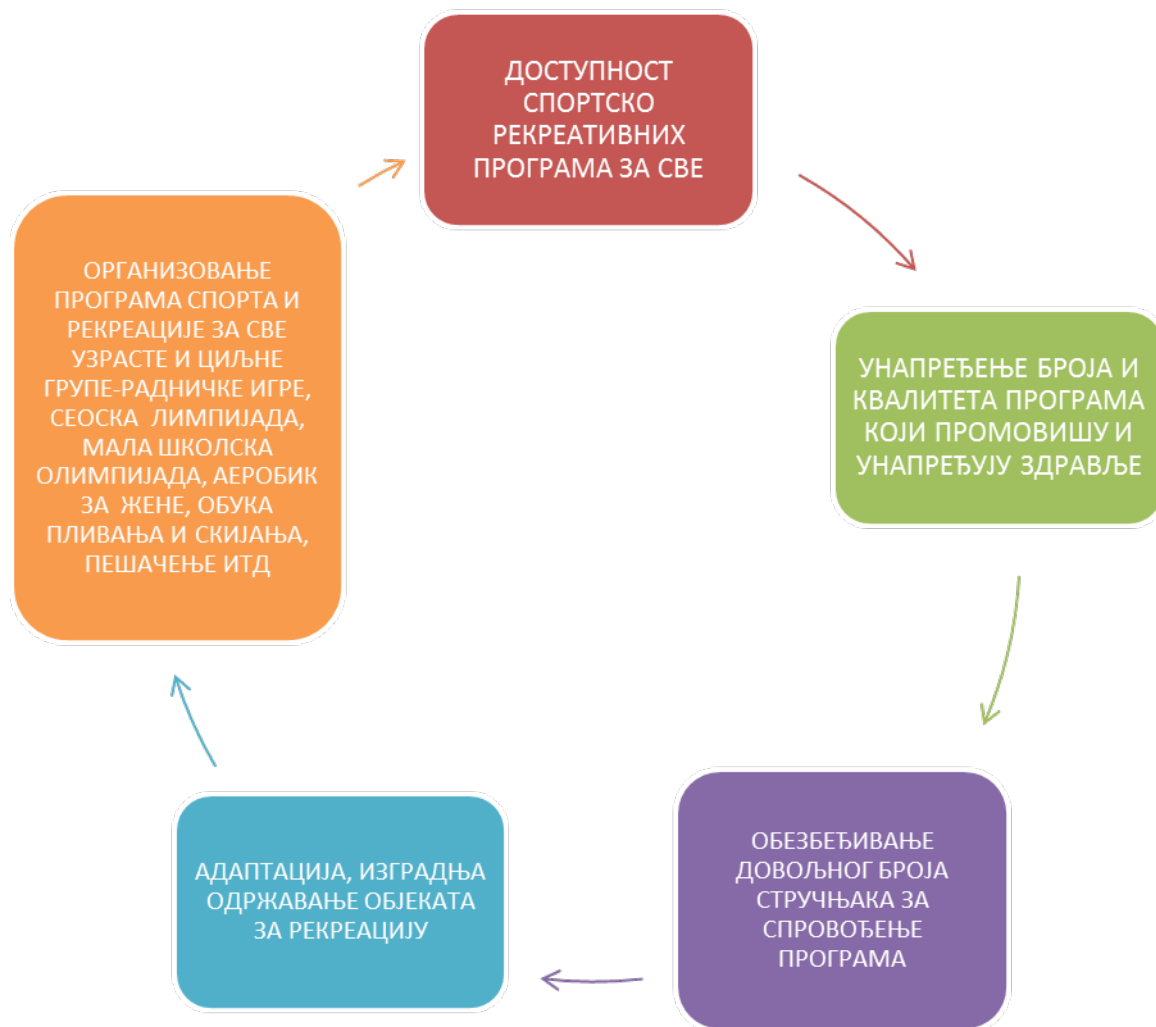 ДОСТУПНОСТ
СПОРТСКО
РЕКРЕАТИВНИХ
ПРОГРАМА ЗА СВЕ
УНАПРЕЂЕЊЕ БРОЈА И
КВАЛИТЕТА ПРОГРАМА
КОЈИ ПРОМОВИШУ И
УНАПРЕЂУЈУ ЗДРАВЉЕ
ОБЕЗБЕЂИВАЊЕ
ДОВОЉНОГ БРОЈА
СТРУЧЊАКА ЗА
СПРОВОЂЕЊЕ
ПРОГРАМА
АДАПТАЦИЈА, ИЗГРАДЊА
ОДРЖАВАЊЕ ОБЈЕКАТА
ЗА РЕКРЕАЦИЈУ
ОРГАНИЗОВАЊЕ
ПРОГРАМА СПОРТА И
РЕКРЕАЦИЈЕ ЗА СВЕ
УЗРАСТЕ И ЦИЉНЕ
ГРУПЕ-РАДНИЧКЕ ИГРЕ,
СЕОСКА ЛИМПИЈАДА,
МАЛА ШКОЛСКА
ОЛИМПИЈАДА, АЕРОБИК
ЗА ЖЕНЕ, ОБУКА
ПЛИВАЊА И СКИЈАЊА,
ПЕШАЧЕЊЕ ИТД